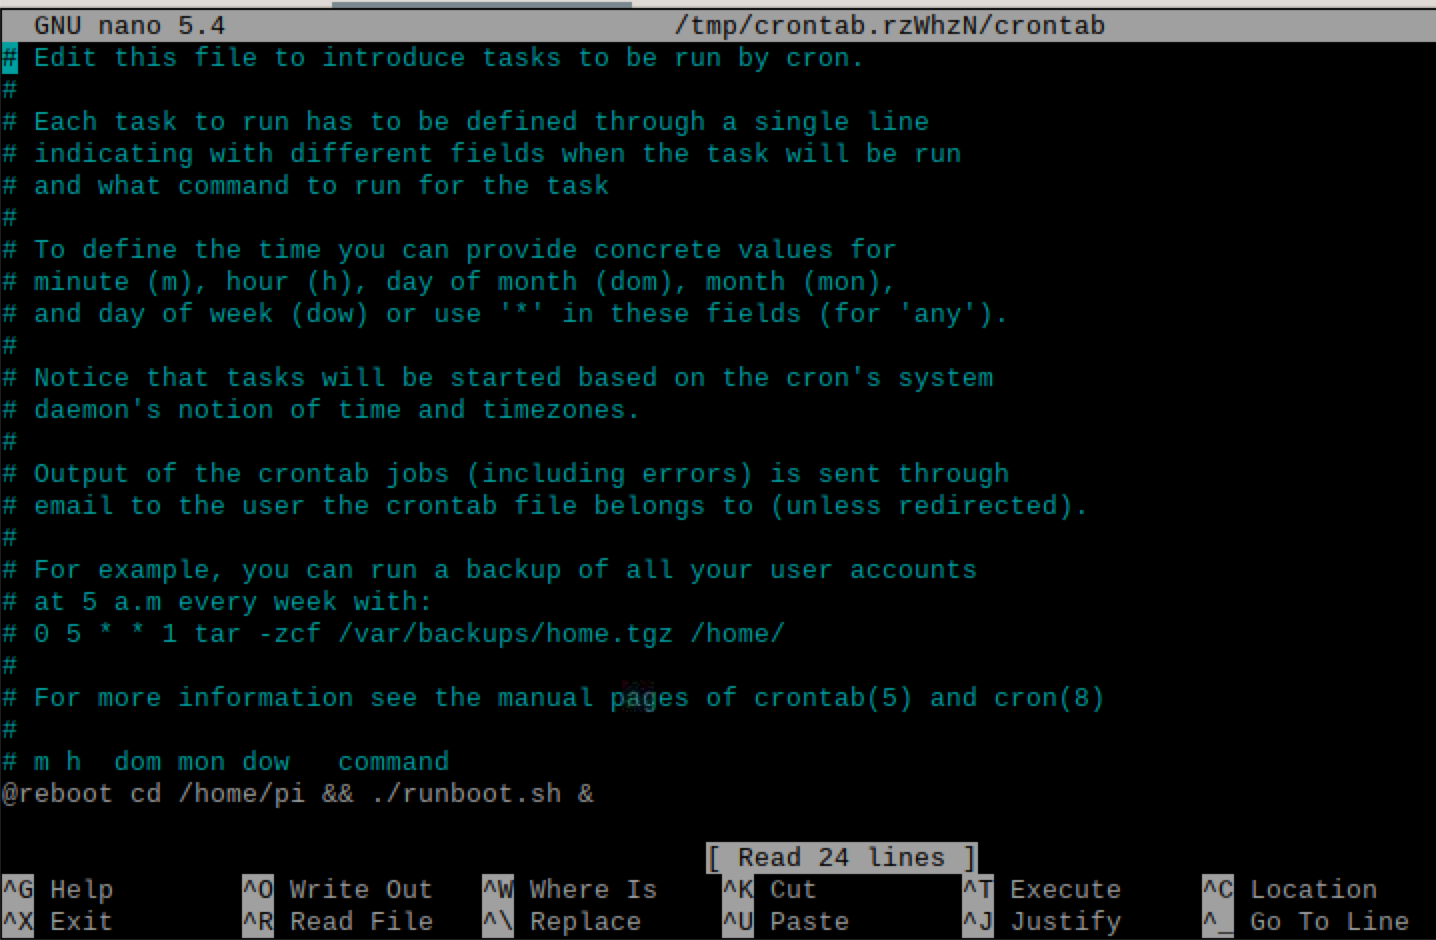 GNU nano 5.4 /tmp/crontab.rzWhzN/crontab
# Edit this file to introduce tasks to be run by cron.
#
# Each task to run has to be defined through a single line
# indicating with different fields when the task will be run
# and what command to run for the task
#
# To define the time you can provide concrete values for
# minute (m), hour (h), day of month (dom), month (mon),
# and day of week (dow) or use '*' in these fields (for 'any').
#
# Notice that tasks will be started based on the cron's system
# daemon's notion of time and timezones.
#
# Output of the crontab jobs (including errors) is sent through
# email to the user the crontab file belongs to (unless redirected).
#
# For example, you can run a backup of all your user accounts
# at 5 a.m every week with:
# 0 5 * * 1 tar -zcf /var/backups/home.tgz /home/
#
# For more information see the manual pages of crontab(5) and cron(8)
#
# m h  dom mon dow   command
@reboot cd /home/pi && ./runboot.sh &
[ Read 24 lines ]
^G Help ^O Write Out ^W Where Is ^K Cut ^T Execute ^C Location
^X Exit ^R Read File ^\ Replace ^U Paste ^J Justify ^_ Go To Line